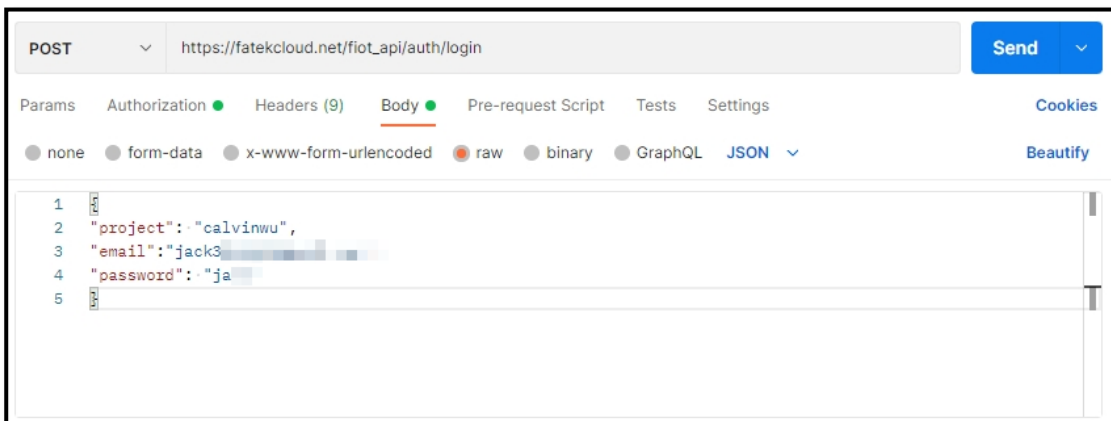 POST https://fatekcloud.net/fiot_api/auth/login Send
Params Authorization Headers (9) Body Pre-request Script Tests Settings Cookies
none form-data x-www-form-urlencoded raw binary GraphQL JSON Beautify
1 {
2 "project": "calvinwu",
3 "email":"jack3
4 "password": "ja
5 }